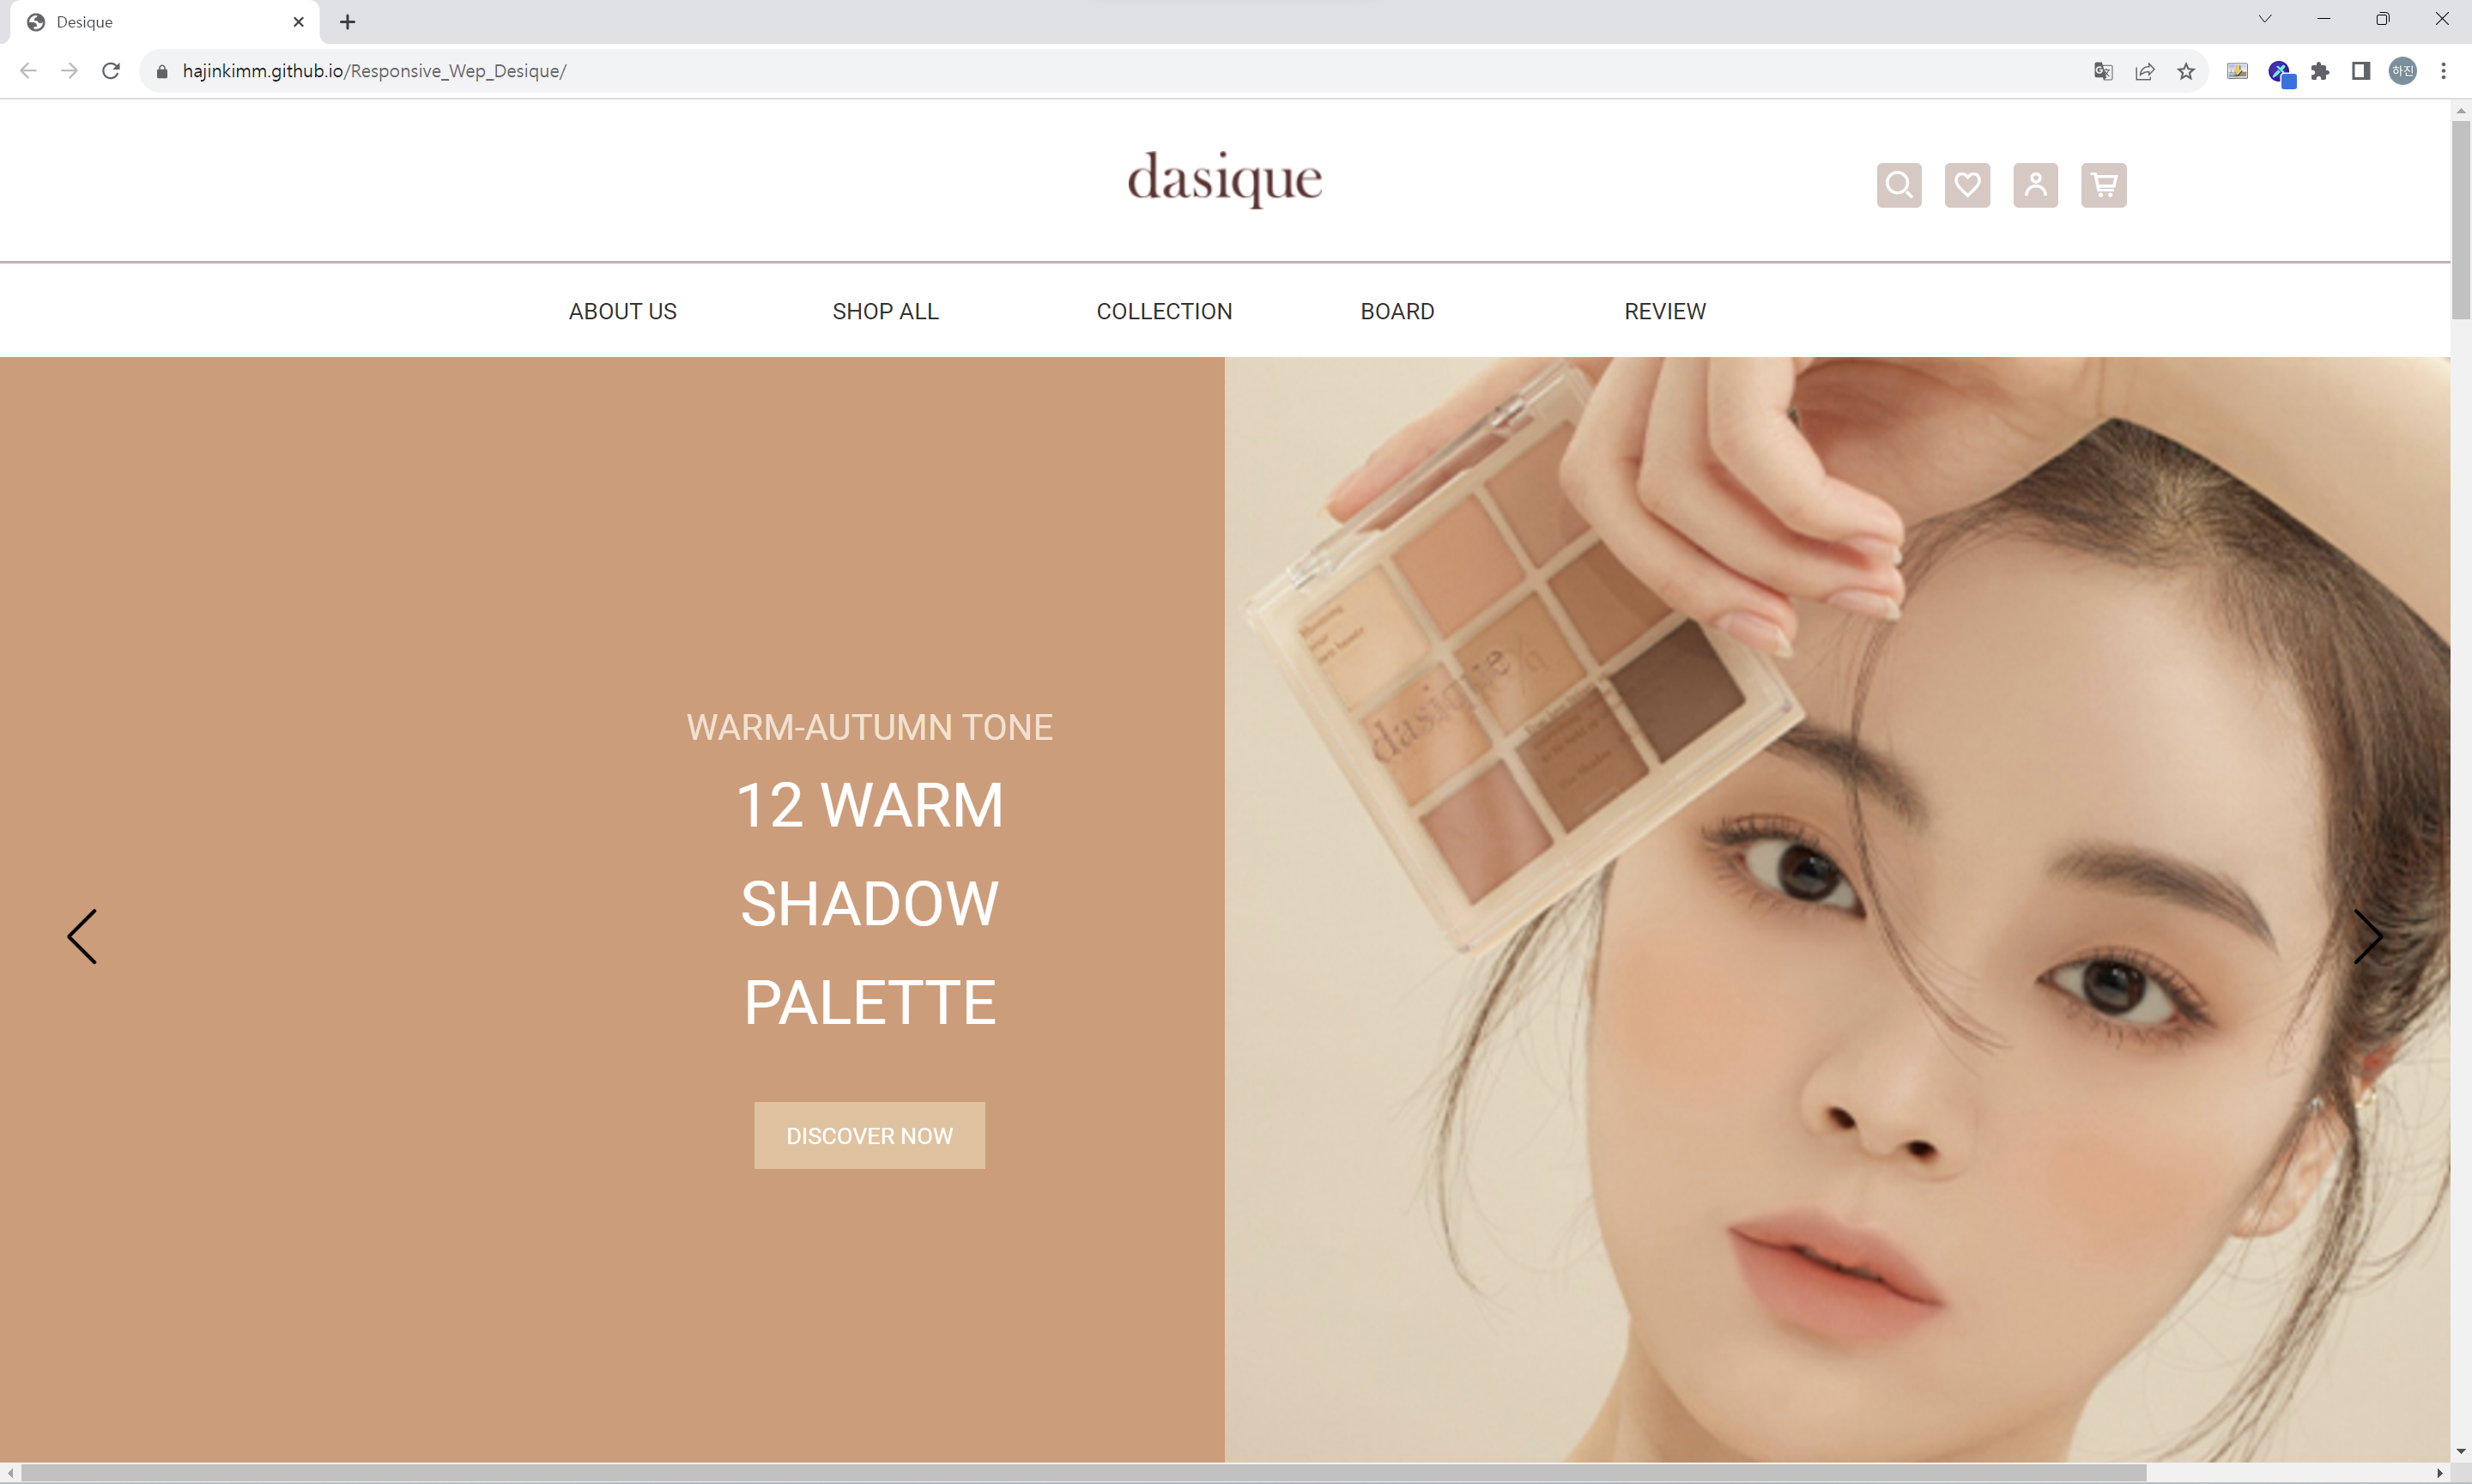 Desique
hajinkimm.github.io/Responsive_Wep_Desique/
하진
dasique
ABOUT US
SHOP ALL
COLLECTION
BOARD
REVIEW
WARM-AUTUMN TONE
12 WARM
SHADOW
PALETTE
DISCOVER NOW
dasique